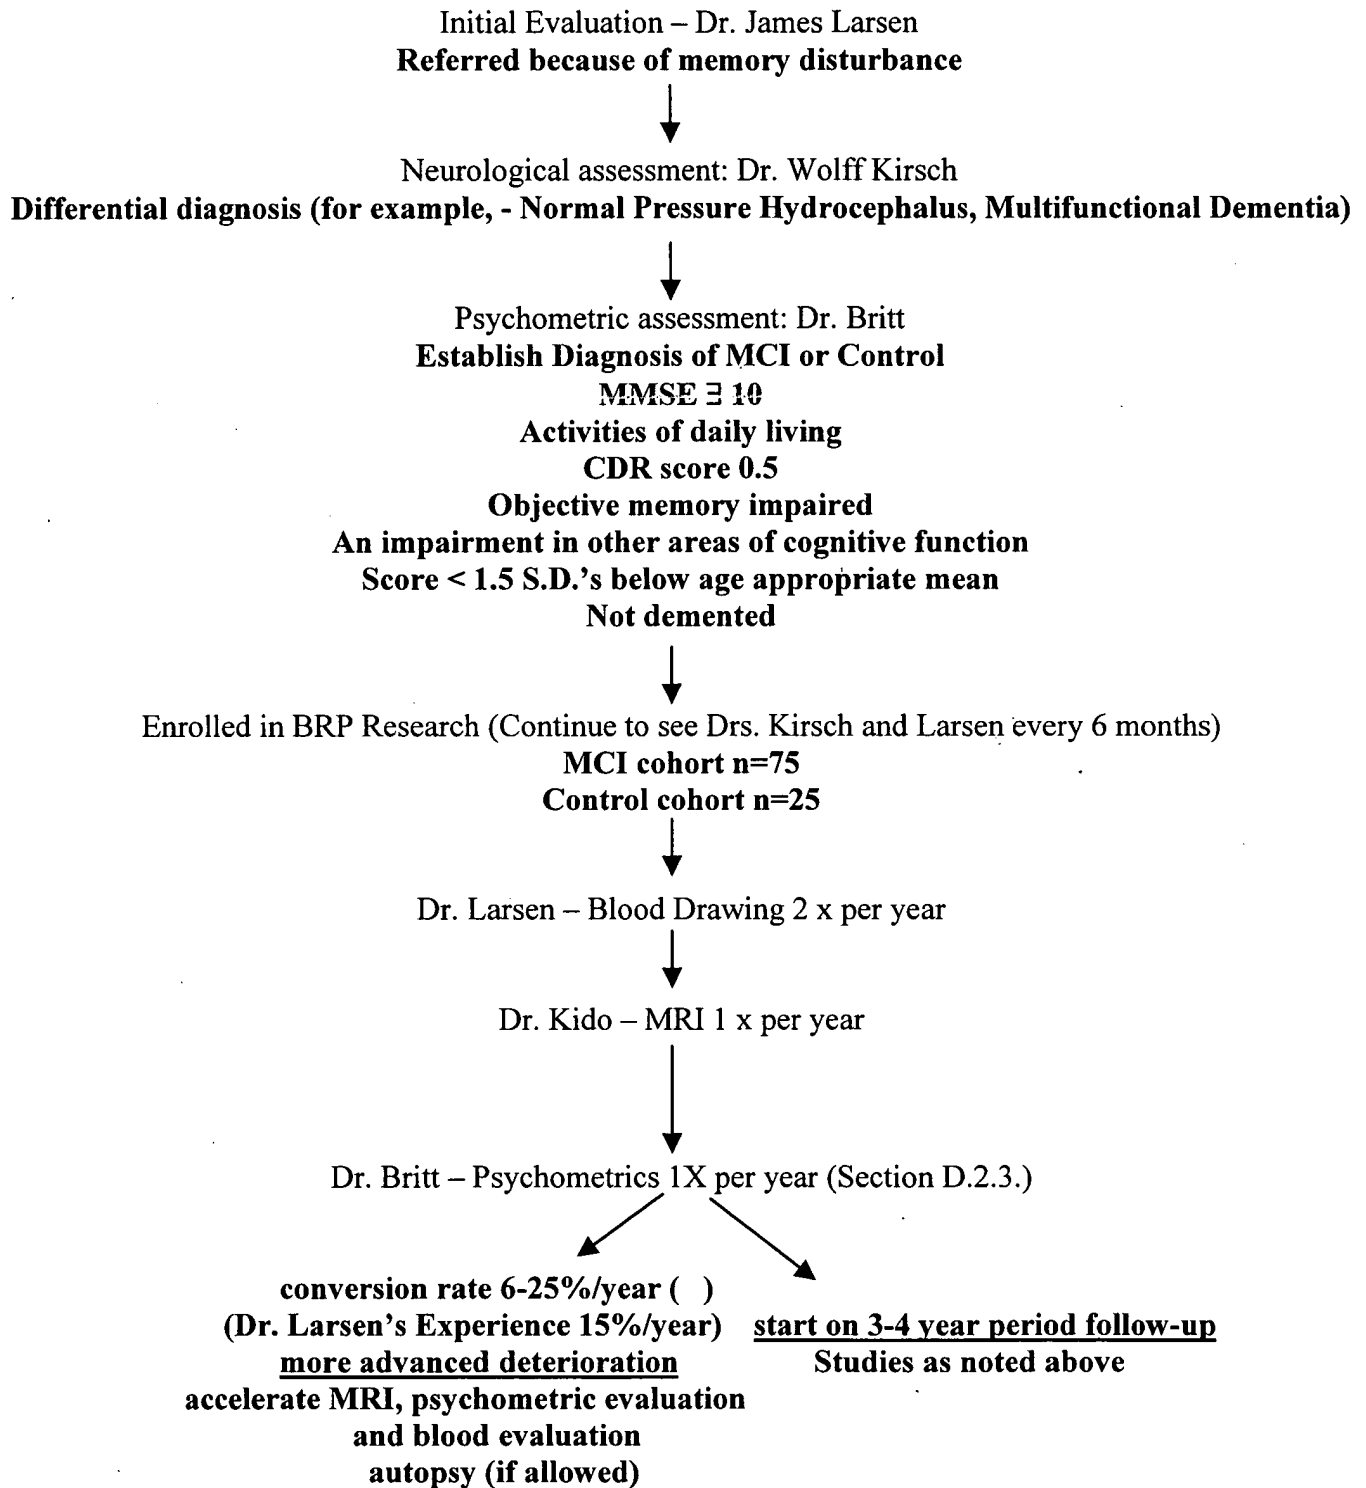 Initial Evaluation – Dr. James Larsen
Referred because of memory disturbance
Neurological assessment: Dr. Wolff Kirsch
Differential diagnosis (for example, - Normal Pressure Hydrocephalus, Multifunctional Dementia)
Psychometric assessment: Dr. Britt
Establish Diagnosis of MCI or Control
MMSE ∃ 10
Activities of daily living
CDR score 0.5
Objective memory impaired
An impairment in other areas of cognitive function
Score < 1.5 S.D.'s below age appropriate mean
Not demented
Enrolled in BRP Research (Continue to see Drs. Kirsch and Larsen every 6 months)
MCI cohort n=75
Control cohort n=25
Dr. Larsen – Blood Drawing 2 x per year
Dr. Kido – MRI 1 x per year
Dr. Britt – Psychometrics 1X per year (Section D.2.3.)
conversion rate 6-25%/year (  )
(Dr. Larsen's Experience 15%/year)
more advanced deterioration
accelerate MRI, psychometric evaluation
and blood evaluation
autopsy (if allowed)
start on 3-4 year period follow-up
Studies as noted above